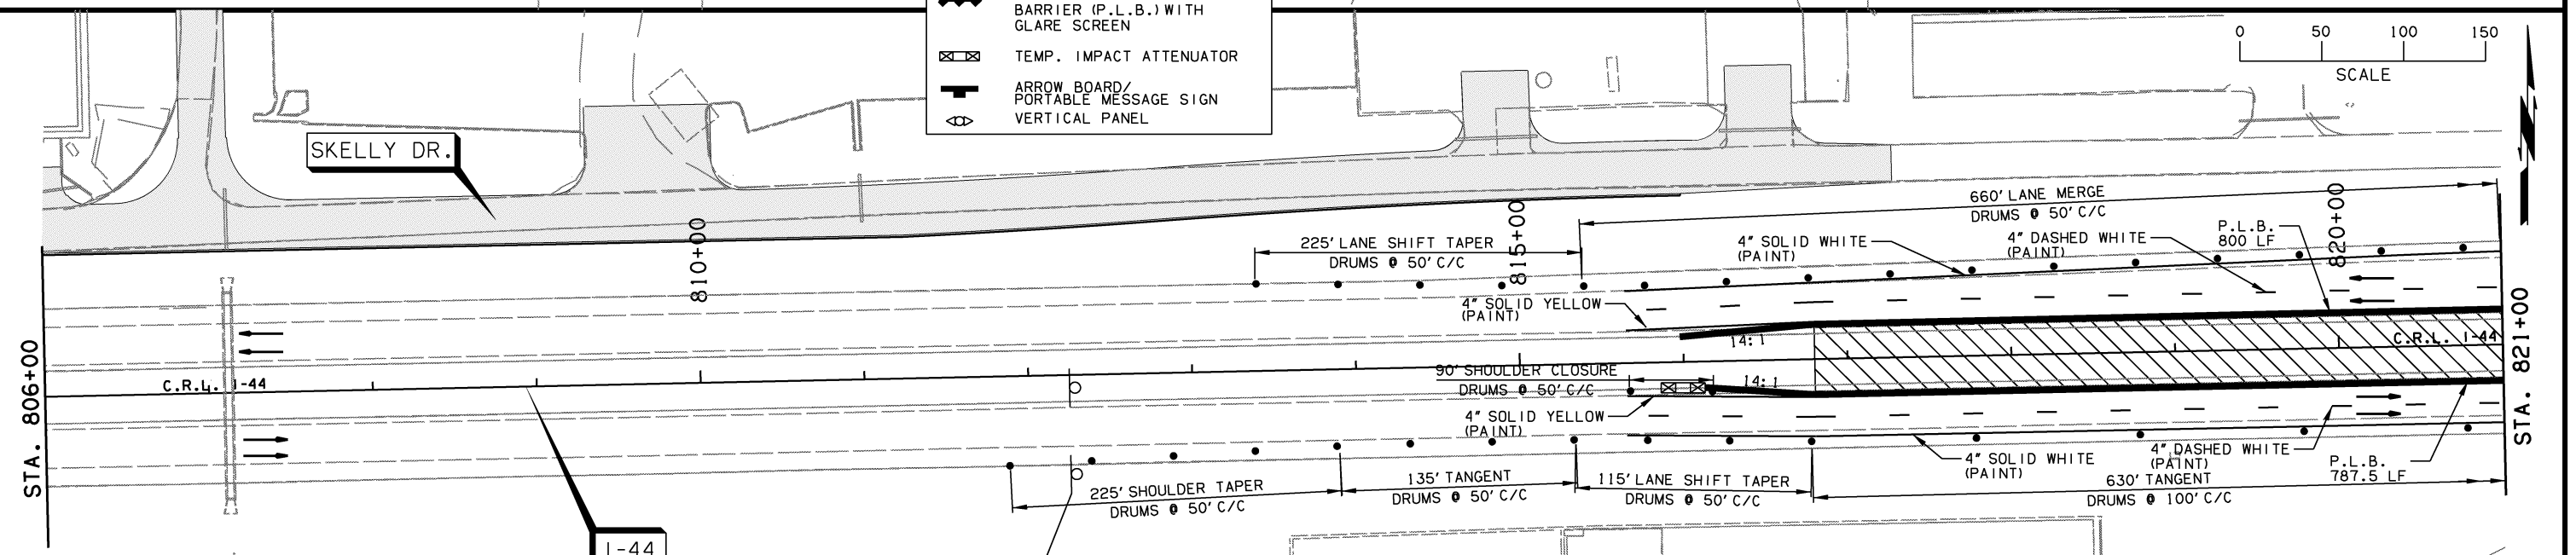 BARRIER (P.L.B.) WITH
GLARE SCREEN
TEMP. IMPACT ATTENUATOR
ARROW BOARD/
PORTABLE MESSAGE SIGN
VERTICAL PANEL
0 50 100 150
SCALE
SKELLY DR.
810+00
815+00
820+00
660' LANE MERGE
DRUMS @ 50' C/C
225' LANE SHIFT TAPER
DRUMS @ 50' C/C
4" SOLID WHITE
(PAINT)
4" DASHED WHITE
(PAINT)
P.L.B.
800 LF
4" SOLID YELLOW
(PAINT)
14:1
C.R.L. I-44
STA. 806+00
STA. 821+00
C.R.L. I-44
90' SHOULDER CLOSURE
DRUMS @ 50' C/C
14:1
4" SOLID YELLOW
(PAINT)
225' SHOULDER TAPER
DRUMS @ 50' C/C
135' TANGENT
DRUMS @ 50' C/C
115' LANE SHIFT TAPER
DRUMS @ 50' C/C
4" SOLID WHITE
(PAINT)
4" DASHED WHITE
(PAINT)
P.L.B.
787.5 LF
630' TANGENT
DRUMS @ 100' C/C
I-44